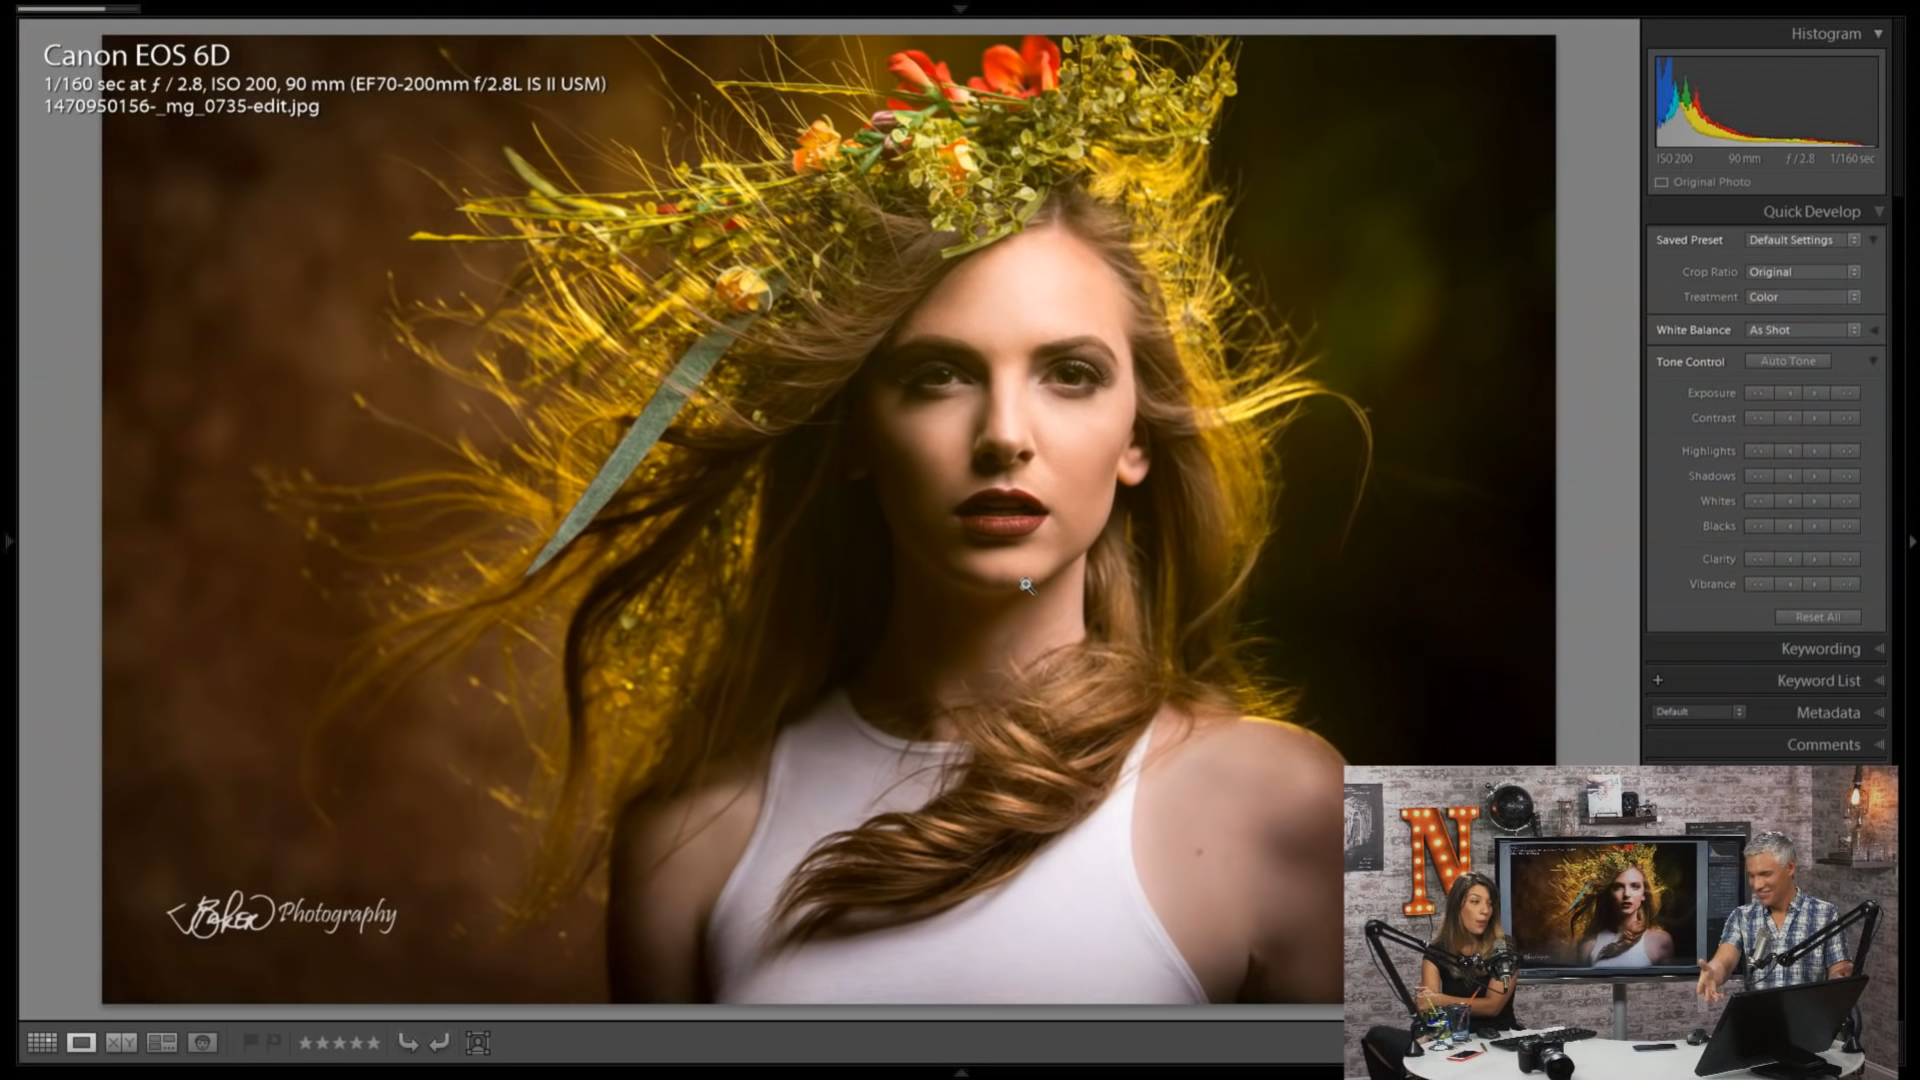 Canon EOS 6D
1/160 sec at ƒ / 2.8, ISO 200, 90 mm (EF70-200mm f/2.8L IS II USM)
1470950156-_mg_0735-edit.jpg
Histogram
ISO 200 90 mm ƒ / 2.8 1/160 sec
Original Photo
Quick Develop
Saved Preset Default Settings
Crop Ratio Original
Treatment Color
White Balance As Shot
Tone Control Auto Tone
Exposure
Contrast
Highlights
Shadows
Whites
Blacks
Clarity
Vibrance
Reset All
Keywording
Keyword List
Default Metadata
Comments
N
JBaker Photography
XY